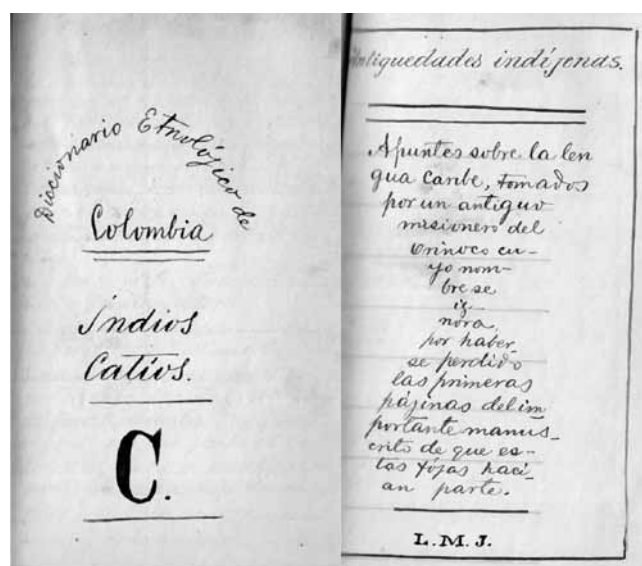 Diccionario Etnológico de
Colombia
Indios
Catíos.
C.
Antiguedades indíjenas.
Apuntes sobre la len
gua Caribe, tomados
por un antiguo
misionero del
Orinoco cu-
yo nom-
bre se
ig
nora,
por haber
se perdido
las primeras
pájinas del im
portante manus-
crito de que es-
tas fojas hací-
an parte.
L.M.J.